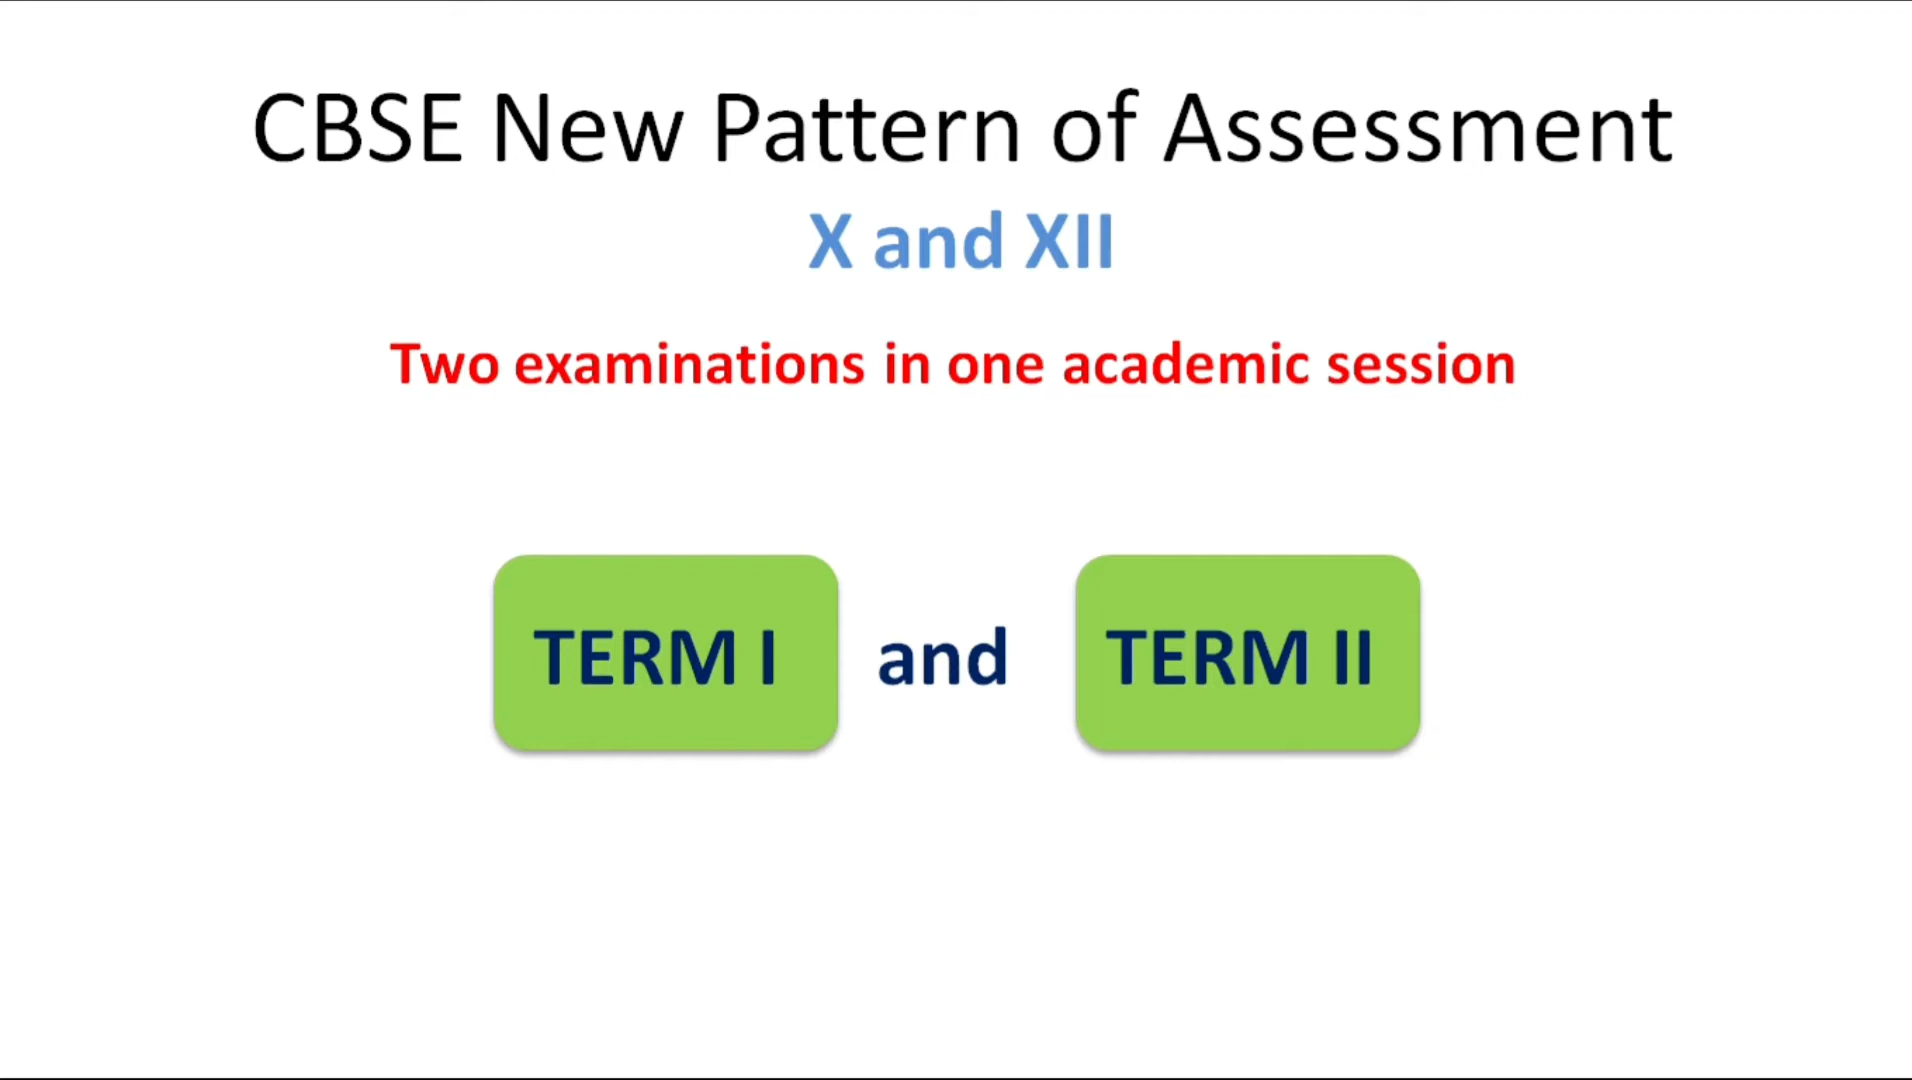 CBSE New Pattern of Assessment
X and XII
Two examinations in one academic session
TERM I and TERM II